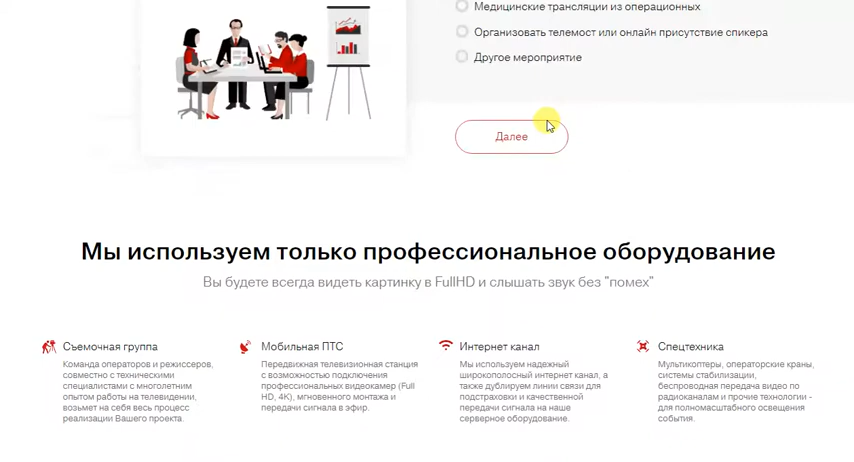 Медицинские трансляции из операционных
Организовать телемост или онлайн присутствие спикера
Другое мероприятие
Далее
Мы используем только профессиональное оборудование
Вы будете всегда видеть картинку в FullHD и слышать звук без "помех"
Съемочная группа
Команда операторов и режиссеров,
совместно с техническими
специалистами с многолетним
опытом работы на телевидении,
возьмет на себя весь процесс
реализации Вашего проекта.
Мобильная ПТС
Передвижная телевизионная станция
с возможностью подключения
профессиональных видеокамер (Full
HD, 4K), мгновенного монтажа и
передачи сигнала в эфир.
Интернет канал
Мы используем надежный
широкополосный интернет канал, а
также дублируем линии связи для
подстраховки и качественной
передачи сигнала на наше
серверное оборудование.
Спецтехника
Мультикоптеры, операторские краны,
системы стабилизации,
беспроводная передача видео по
радиоканалам и прочие технологии -
для полномасштабного освещения
события.